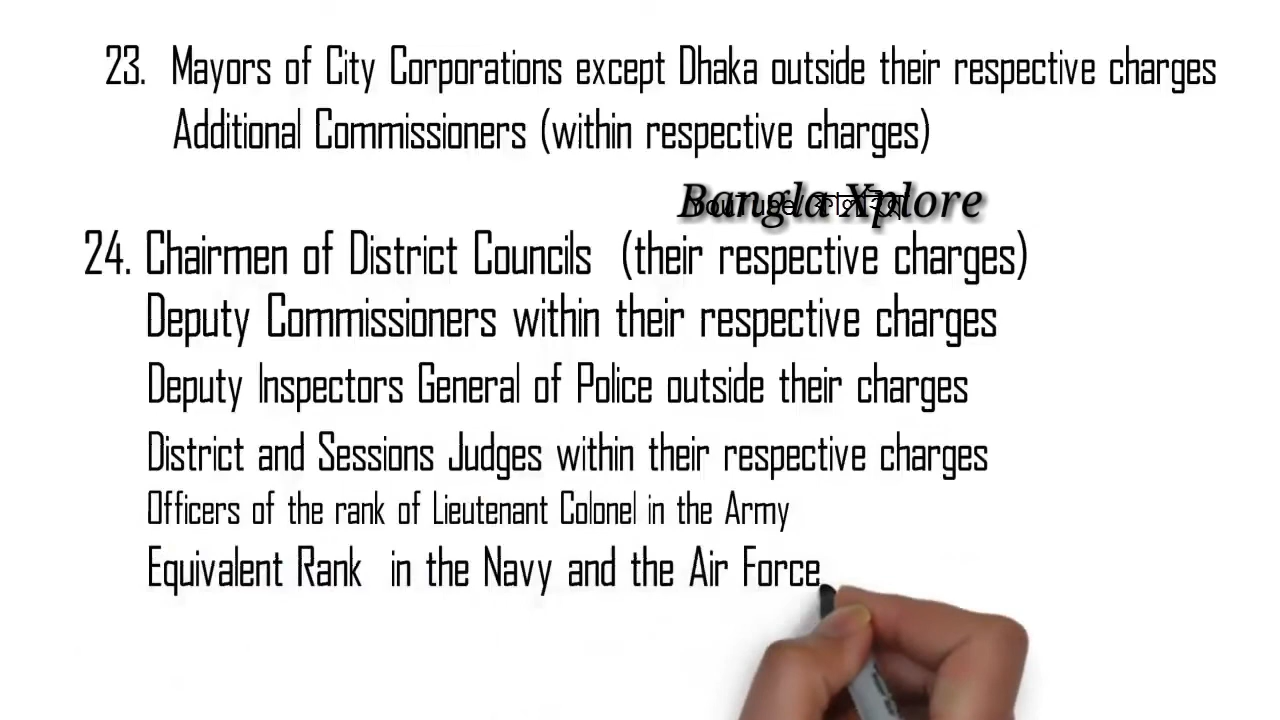 23. Mayors of City Corporations except Dhaka outside their respective charges
Additional Commissioners (within respective charges)
Bangla Xplore
YouTube/
24. Chairmen of District Councils (their respective charges)
Deputy Commissioners within their respective charges
Deputy Inspectors General of Police outside their charges
District and Sessions Judges within their respective charges
Officers of the rank of Lieutenant Colonel in the Army
Equivalent Rank in the Navy and the Air Force